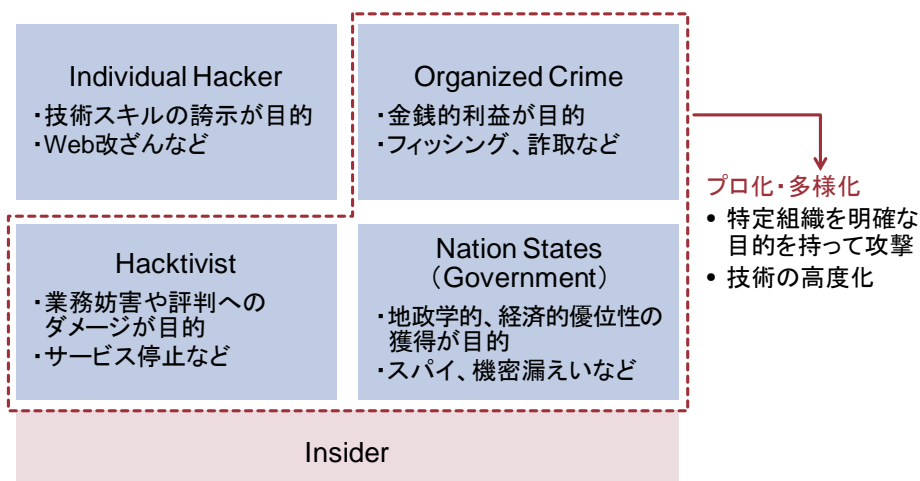 Individual Hacker
・技術スキルの誇示が目的
・Web改ざんなど
Organized Crime
・金銭的利益が目的
・フィッシング、詐取など
プロ化・多様化
• 特定組織を明確な
目的を持って攻撃
• 技術の高度化
Hacktivist
・業務妨害や評判への
ダメージが目的
・サービス停止など
Nation States
（Government）
・地政学的、経済的優位性の
獲得が目的
・スパイ、機密漏えいなど
Insider